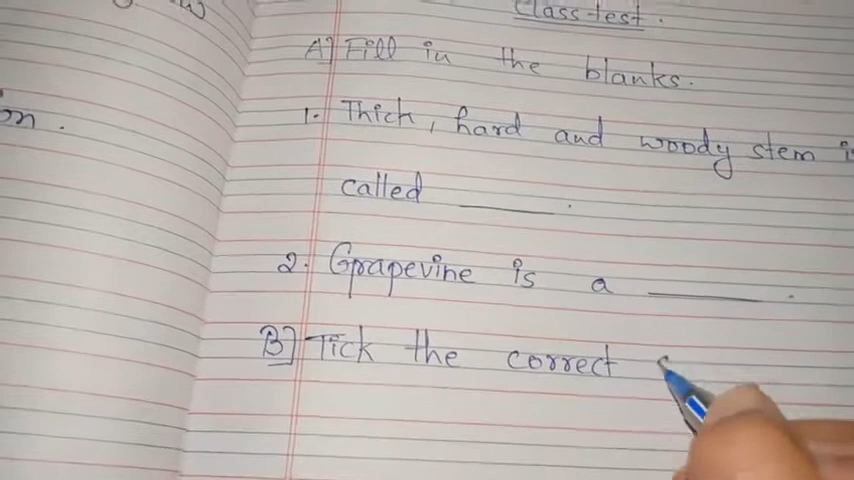 Class-test.
A] Fill in the blanks.
1. Thick, hard and woody stem is
called ______.
2. Grapevine is a ______.
B] Tick the correct